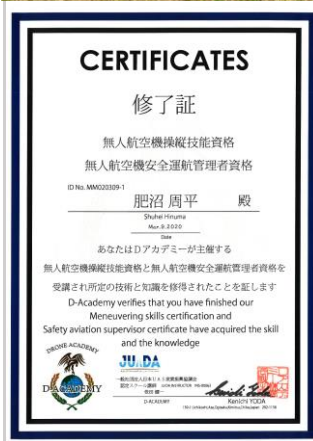 CERTIFICATES
修了証
無人航空機操縦技能資格
無人航空機安全運航管理者資格
ID No. MM020309-1
肥沼 周平 殿
Shuhei Hinuma
Mar. 9. 2020
Date
あなたはDアカデミーが主催する
無人航空機操縦技能資格と無人航空機安全運航管理者資格を
受講され所定の技術と知識を修得されたことを証します
D-Academy verifies that you have finished our
Meneuvering skills certification and
Safety aviation supervisor certificate have acquired the skill
and the knowledge
DRONE ACADEMY
D-ACADEMY
JUIDA
D-ACADEMY
Kenichi YODA